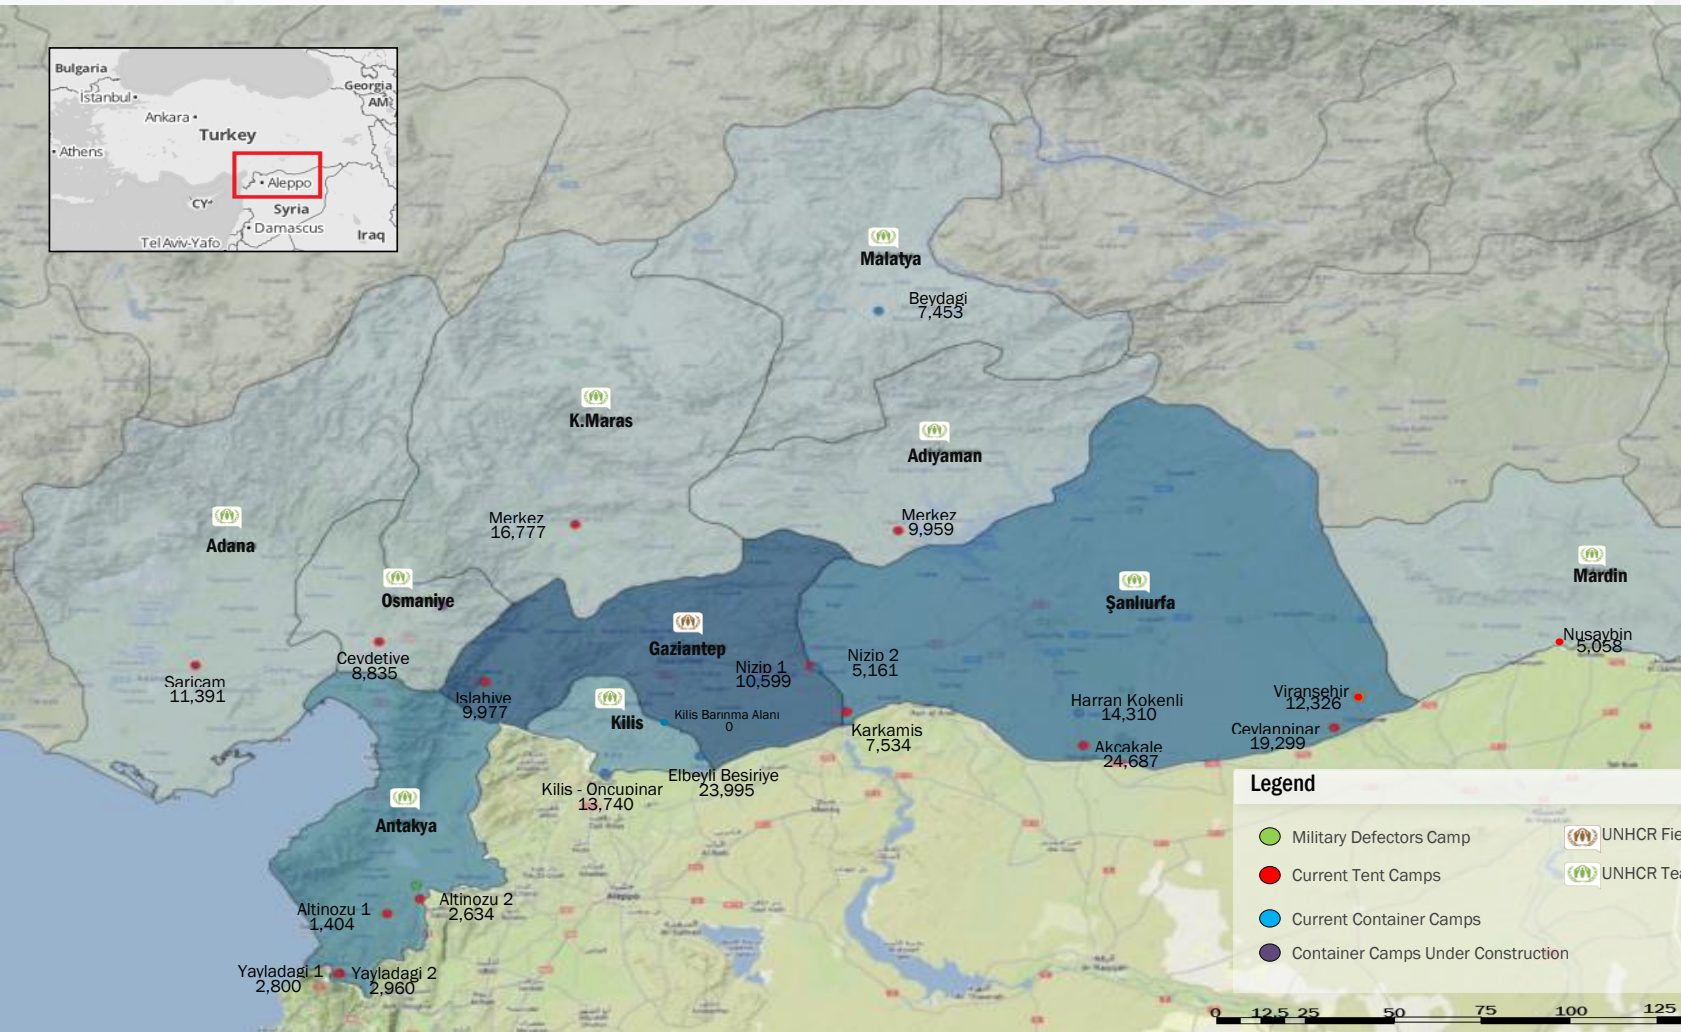 Bulgaria
İstanbul
Georgia
AM.
Ankara
Turkey
Athens
Aleppo
CY
Syria
Damascus
Tel Aviv-Yafo
Iraq
Malatya
Beydagi
7,453
K.Maras
Merkez
16,777
Adıyaman
Merkez
9,959
Adana
Saricam
11,391
Osmaniye
Cevdetiye
8,835
Gaziantep
Islahiye
9,977
Nizip 1
10,599
Nizip 2
5,161
Karkamis
7,534
Kilis
Kilis Barınma Alanı
0
Kilis - Oncupinar
13,740
Elbeyli Besiriye
23,995
Şanlıurfa
Harran Kokenli
14,310
Akcakale
24,687
Viransehir
12,326
Ceylanpinar
19,299
Mardin
Nusaybin
5,058
Antakya
Altinozu 1
1,404
Altinozu 2
2,634
Yayladagi 1
2,800
Yayladagi 2
2,960
Legend
Military Defectors Camp
Current Tent Camps
Current Container Camps
Container Camps Under Construction
UNHCR Fie
UNHCR Te
0 12,5 25 50 75 100 125